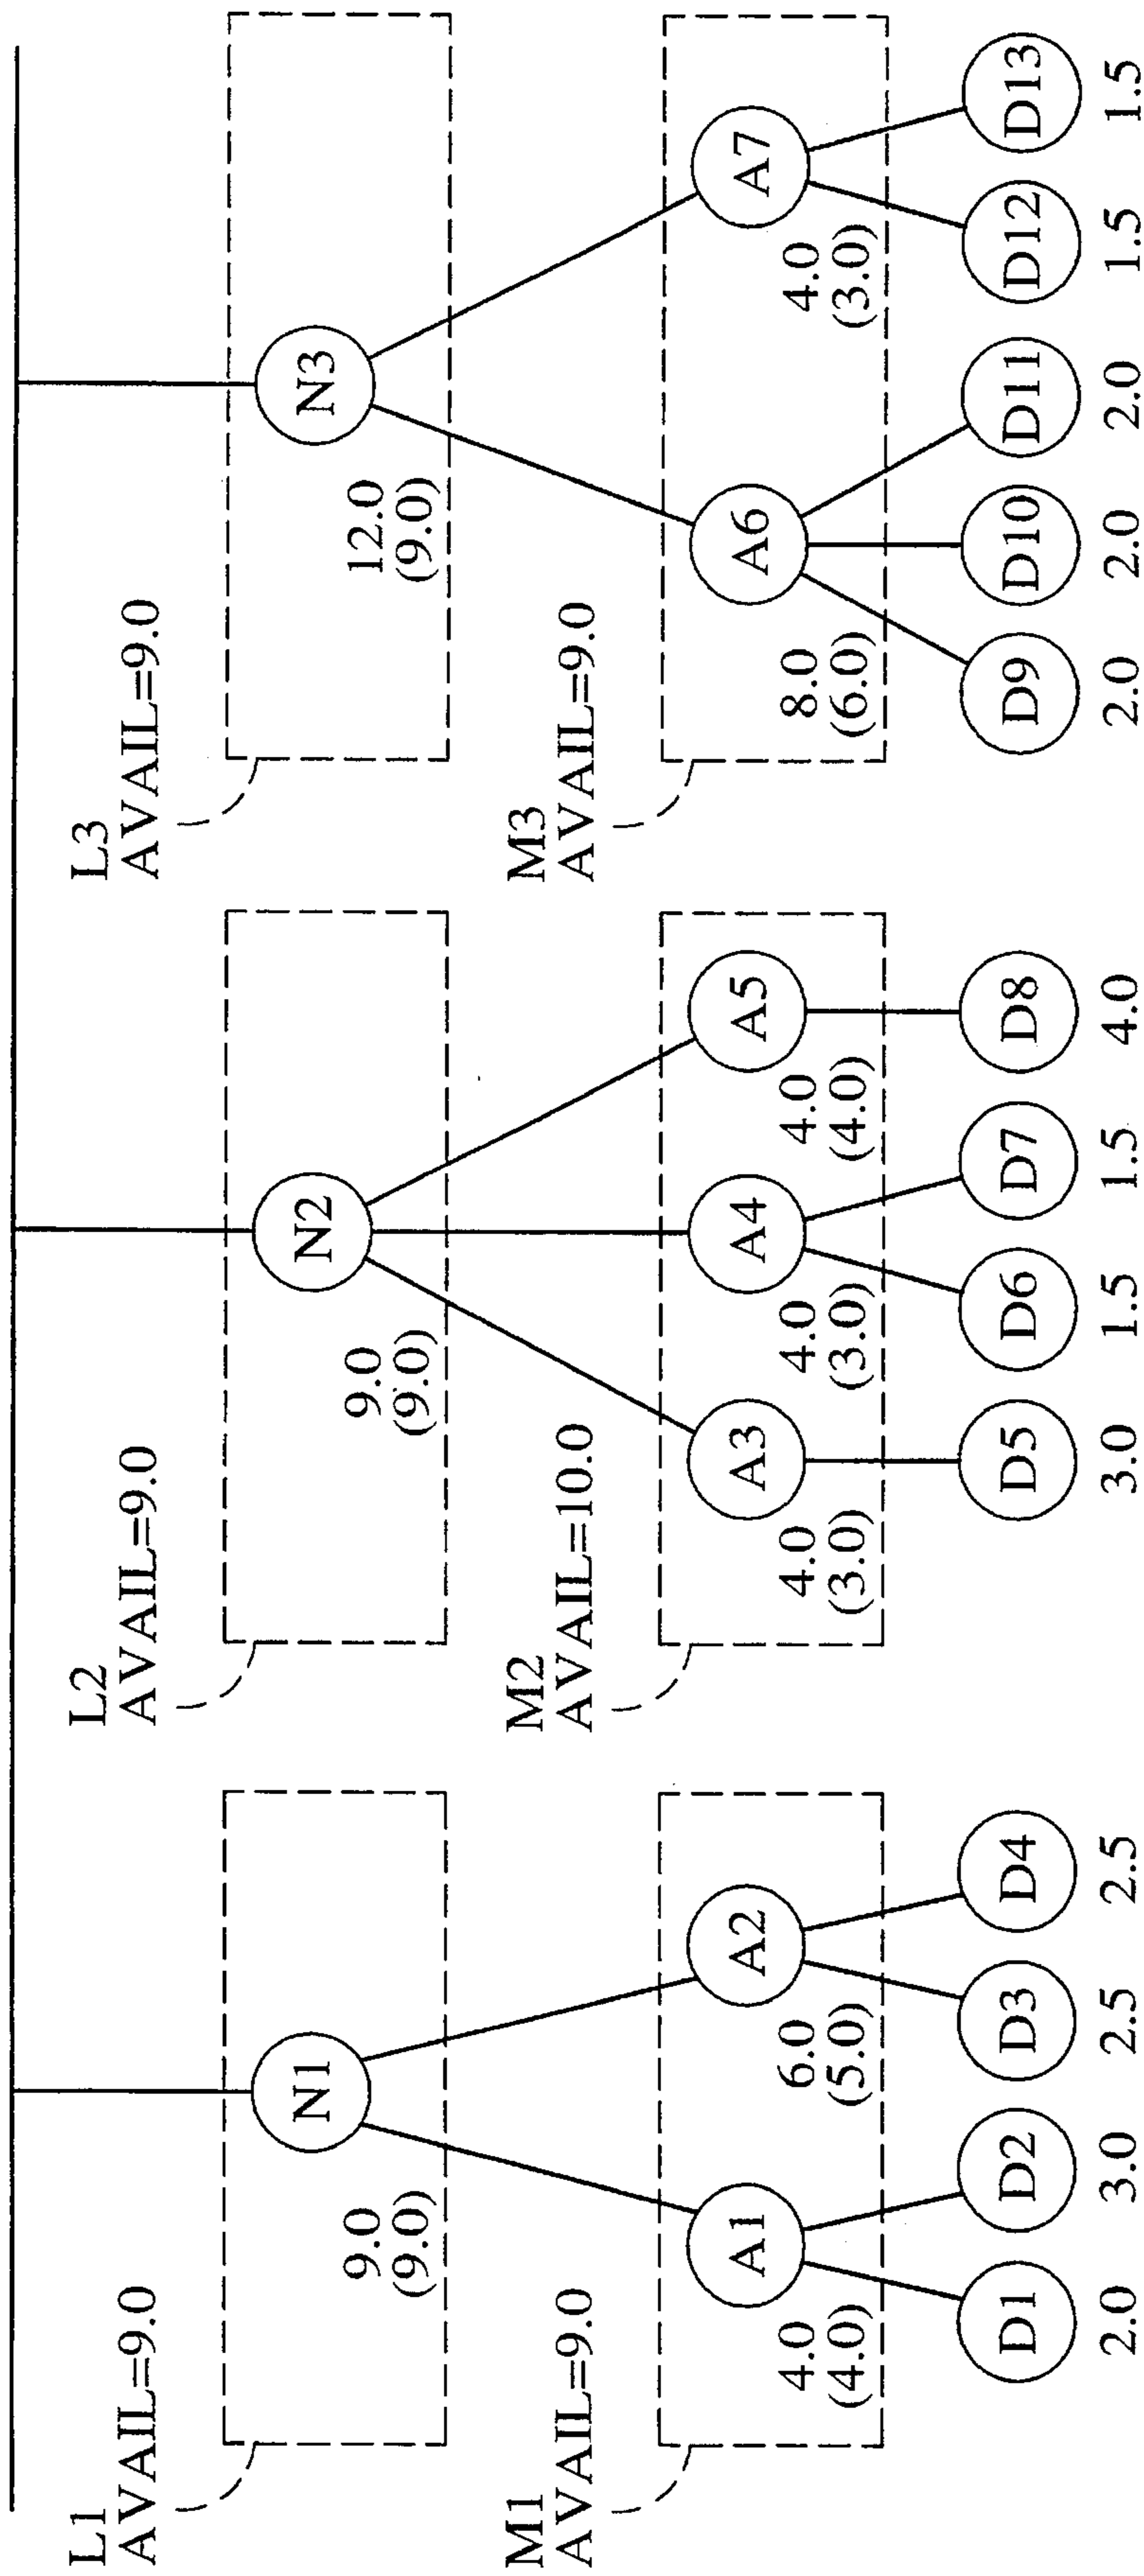 L1
AVAIL=9.0
L2
AVAIL=9.0
L3
AVAIL=9.0
N1
9.0
(9.0)
N2
9.0
(9.0)
N3
12.0
(9.0)
M1
AVAIL=9.0
M2
AVAIL=10.0
M3
AVAIL=9.0
A1
4.0
(4.0)
A2
6.0
(5.0)
A3
4.0
(3.0)
A4
4.0
(3.0)
A5
4.0
(4.0)
A6
8.0
(6.0)
A7
4.0
(3.0)
D1
D2
D3
D4
D5
D6
D7
D8
D9
D10
D11
D12
D13
2.0
3.0
2.5
2.5
3.0
1.5
1.5
4.0
2.0
2.0
2.0
1.5
1.5